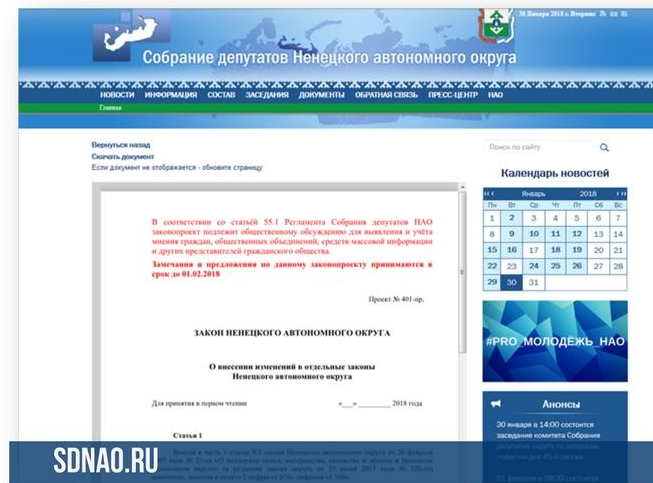 30 Января 2018 г. Вторник
Собрание депутатов Ненецкого автономного округа
НОВОСТИ ИНФОРМАЦИЯ СОСТАВ ЗАСЕДАНИЯ ДОКУМЕНТЫ ОБРАТНАЯ СВЯЗЬ ПРЕСС-ЦЕНТР НАО
Главная
Вернуться назад
Скачать документ
Если документ не отображается - обновите страницу
В соответствии со статьёй 55.1 Регламента Собрания депутатов НАО
законопроект подлежит общественному обсуждению для выявления и учёта
мнения граждан, общественных объединений, средств массовой информации
и других представителей гражданского общества.
Замечания и предложения по данному законопроекту принимаются в
срок до 01.02.2018
Проект № 401-пр,
ЗАКОН НЕНЕЦКОГО АВТОНОМНОГО ОКРУГА
О внесении изменений в отдельные законы
Ненецкого автономного округа
Для принятия в первом чтении «___» ________ 2018 года
Статья 1
Поиск по сайту
Календарь новостей
Январь 2018
Пн Вт Ср Чт Пт Сб Вс
1 2 3 4 5 6 7
8 9 10 11 12 13 14
15 16 17 18 19 20 21
22 23 24 25 26 27 28
29 30 31
#PRO_МОЛОДЁЖЬ_НАО
Анонсы
30 января в 14:00 состоится
заседание комитета Собрания
SDNAO.RU